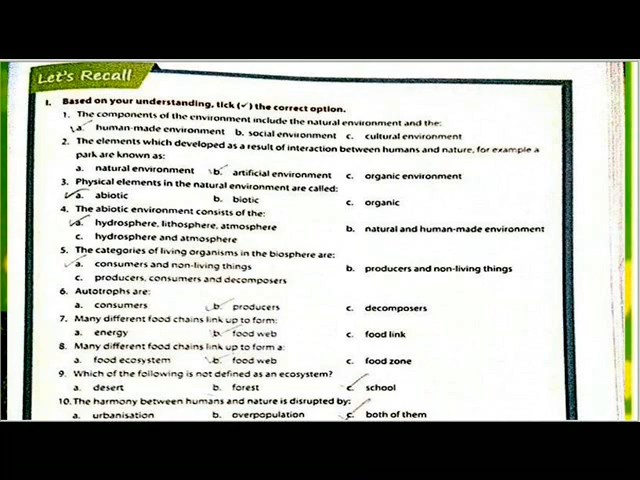 Let's Recall
I. Based on your understanding, tick (✓) the correct option.
1. The components of the environment include the natural environment and the:
a. human-made environment b. social environment c. cultural environment
2. The elements which developed as a result of interaction between humans and nature, for example a
park are known as:
a. natural environment b. artificial environment c. organic environment
3. Physical elements in the natural environment are called:
a. abiotic b. biotic c. organic
4. The abiotic environment consists of the:
a. hydrosphere, lithosphere, atmosphere b. natural and human-made environment
c. hydrosphere and atmosphere
5. The categories of living organisms in the biosphere are:
a. consumers and non-living things b. producers and non-living things
c. producers, consumers and decomposers
6. Autotrophs are:
a. consumers b. producers c. decomposers
7. Many different food chains link up to form:
a. energy b. food web c. food link
8. Many different food chains link up to form a:
a. food ecosystem b. food web c. food zone
9. Which of the following is not defined as an ecosystem?
a. desert b. forest c. school
10. The harmony between humans and nature is disrupted by:
a. urbanisation b. overpopulation c. both of them